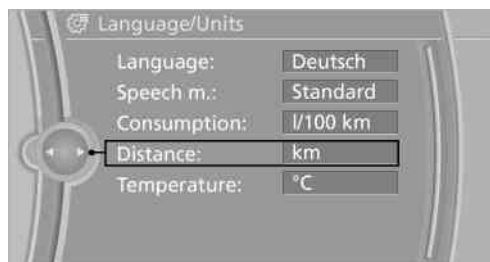 Language/Units
Language: Deutsch
Speech m.: Standard
Consumption: l/100 km
Distance: km
Temperature: °C